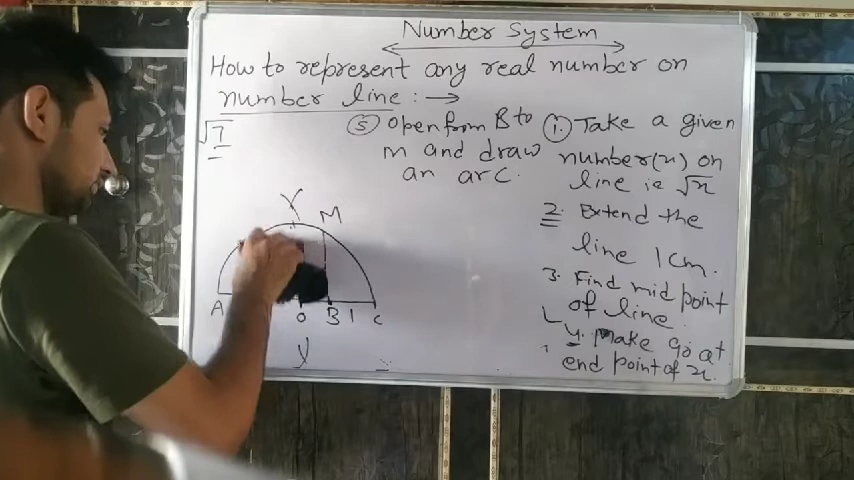 Number System
How to represent any real number on
number line : →
√7
⑤ open from B to
M and draw
an arc.
① Take a given
number(x) on
line ie √x
2. Extend the
line 1cm.
3. Find mid point
of line.
4. Make 90 at
end point of x.
M
A O B 1 C